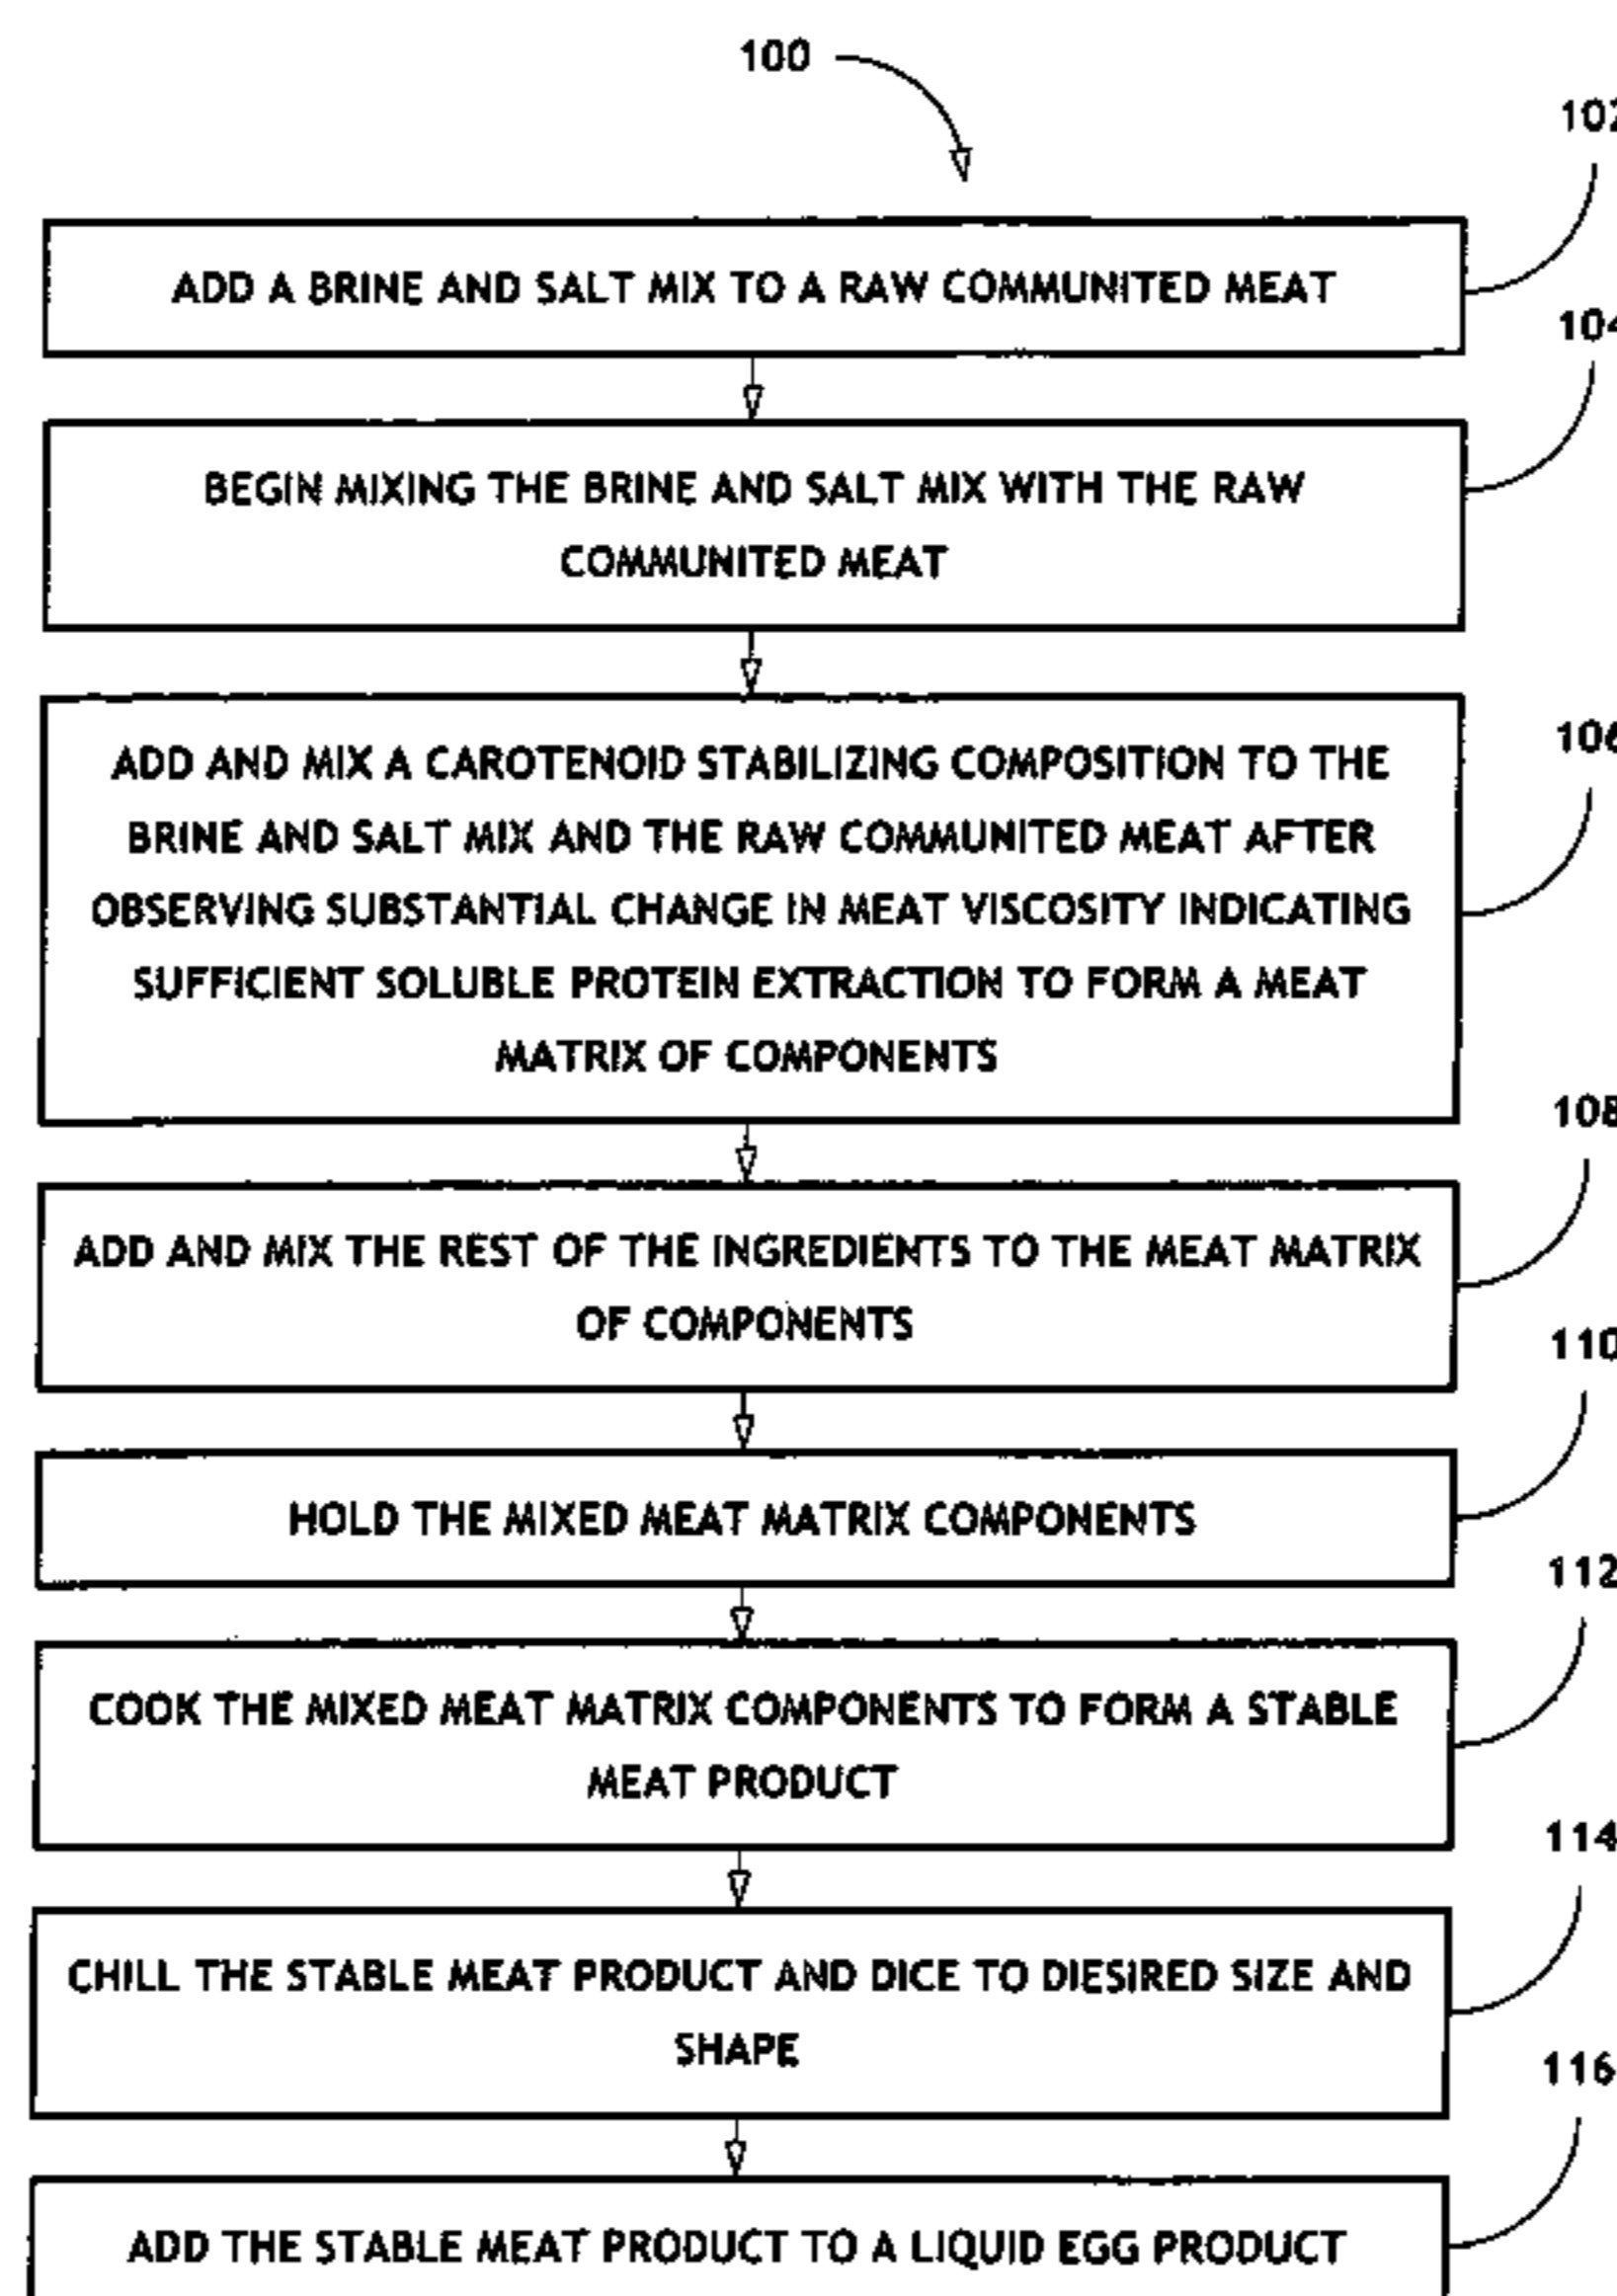 100
102
ADD A BRINE AND SALT MIX TO A RAW COMMUNITED MEAT
104
BEGIN MIXING THE BRINE AND SALT MIX WITH THE RAW
COMMUNITED MEAT
106
ADD AND MIX A CAROTENOID STABILIZING COMPOSITION TO THE
BRINE AND SALT MIX AND THE RAW COMMUNITED MEAT AFTER
OBSERVING SUBSTANTIAL CHANGE IN MEAT VISCOSITY INDICATING
SUFFICIENT SOLUBLE PROTEIN EXTRACTION TO FORM A MEAT
MATRIX OF COMPONENTS
108
ADD AND MIX THE REST OF THE INGREDIENTS TO THE MEAT MATRIX
OF COMPONENTS
110
HOLD THE MIXED MEAT MATRIX COMPONENTS
112
COOK THE MIXED MEAT MATRIX COMPONENTS TO FORM A STABLE
MEAT PRODUCT
114
CHILL THE STABLE MEAT PRODUCT AND DICE TO DIESIRED SIZE AND
SHAPE
116
ADD THE STABLE MEAT PRODUCT TO A LIQUID EGG PRODUCT